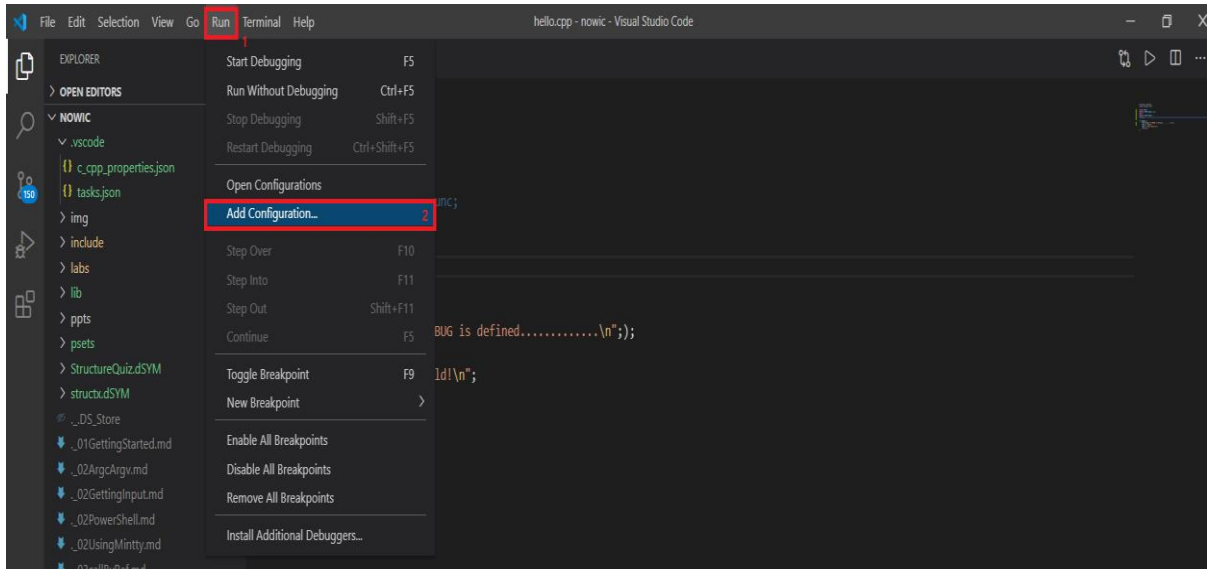 File Edit Selection View Go Run Terminal Help hello.cpp - nowic - Visual Studio Code
1
EXPLORER
OPEN EDITORS
NOWIC
.vscode
{} c_cpp_properties.json
{} tasks.json
img
include
labs
lib
ppts
psets
StructureQuiz.dSYM
structx.dSYM
._.DS_Store
._01GettingStarted.md
._02ArgcArgv.md
._02GettingInput.md
._02PowerShell.md
._02UsingMintty.md
150
Start Debugging F5
Run Without Debugging Ctrl+F5
Stop Debugging Shift+F5
Restart Debugging Ctrl+Shift+F5
Open Configurations
Add Configuration... 2
Step Over F10
Step Into F11
Step Out Shift+F11
Continue F5
Toggle Breakpoint F9
New Breakpoint
Enable All Breakpoints
Disable All Breakpoints
Remove All Breakpoints
Install Additional Debuggers...
unc;
BUG is defined.............\n";);
ld!\n";